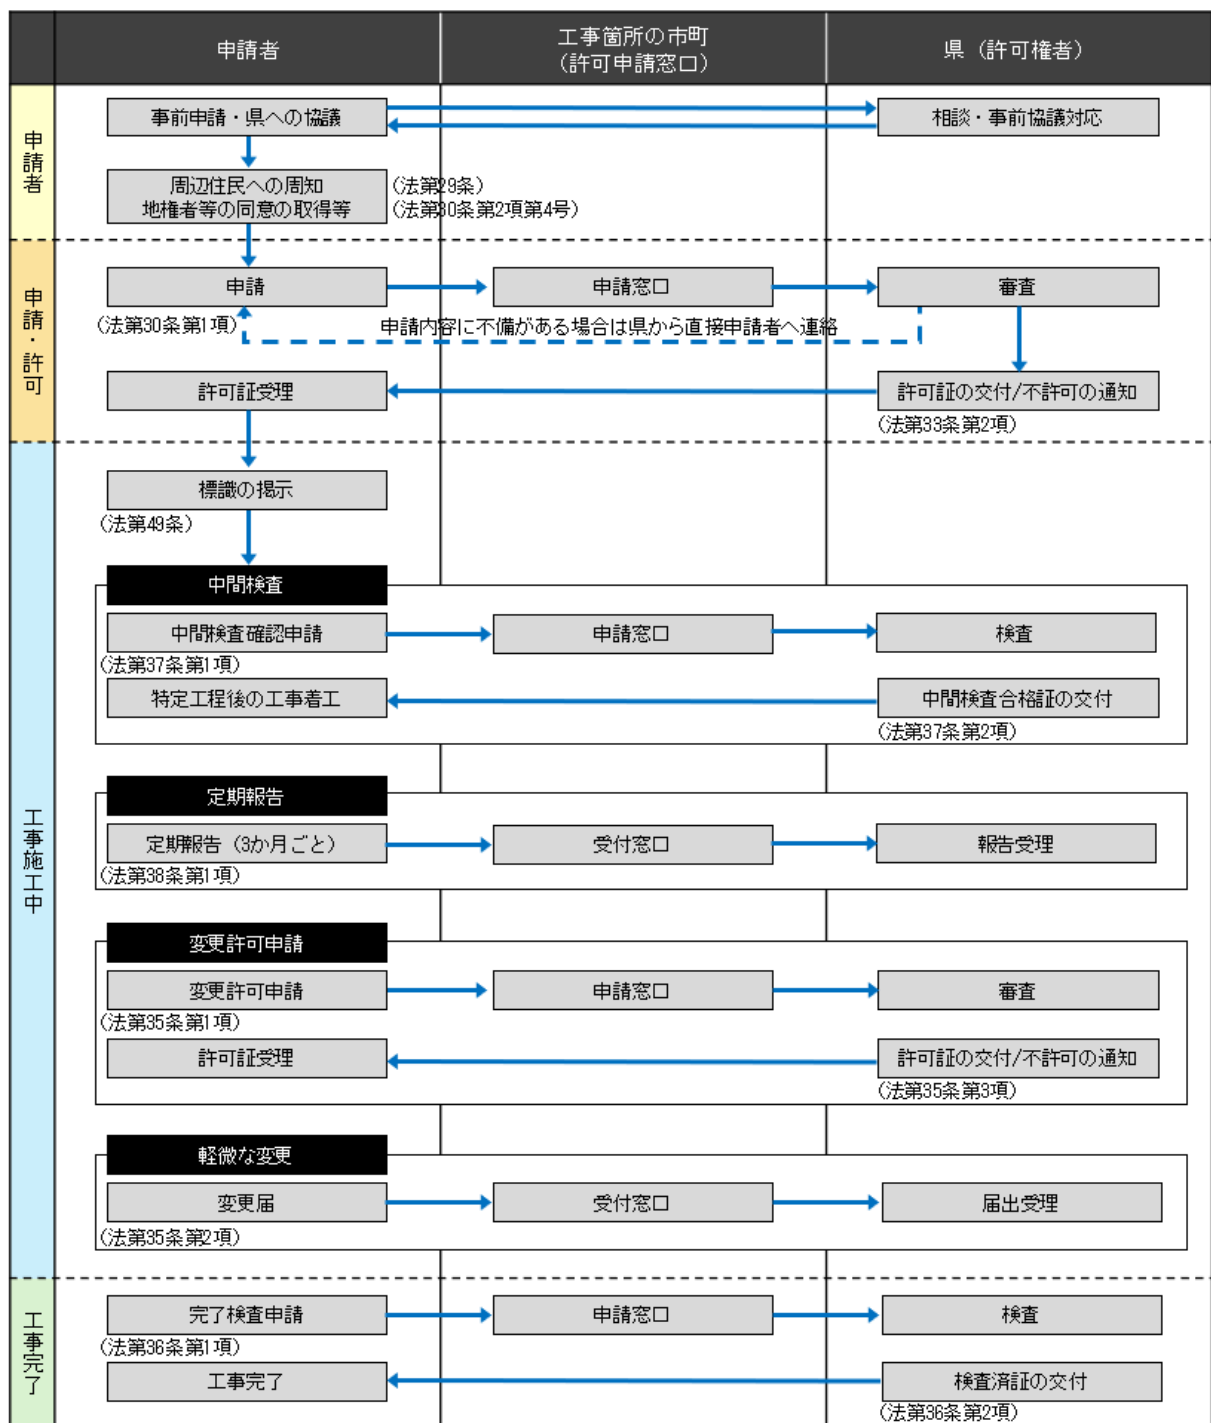 申請者
工事箇所の市町
(許可申請窓口)
県（許可権者）
申請者
事前申請・県への協議
相談・事前協議対応
周辺住民への周知
地権者等の同意の取得等
(法第29条)
(法第30条第2項第4号)
申請・許可
申請
申請窓口
審査
(法第30条第1項)
申請内容に不備がある場合は県から直接申請者へ連絡
許可証受理
許可証の交付/不許可の通知
(法第33条第2項)
工事施工中
標識の掲示
(法第49条)
中間検査
中間検査確認申請
申請窓口
検査
(法第37条第1項)
特定工程後の工事着工
中間検査合格証の交付
(法第37条第2項)
定期報告
定期報告（3か月ごと）
受付窓口
報告受理
(法第38条第1項)
変更許可申請
変更許可申請
申請窓口
審査
(法第35条第1項)
許可証受理
許可証の交付/不許可の通知
(法第35条第3項)
軽微な変更
変更届
受付窓口
届出受理
(法第35条第2項)
工事完了
完了検査申請
申請窓口
検査
(法第36条第1項)
工事完了
検査済証の交付
(法第36条第2項)